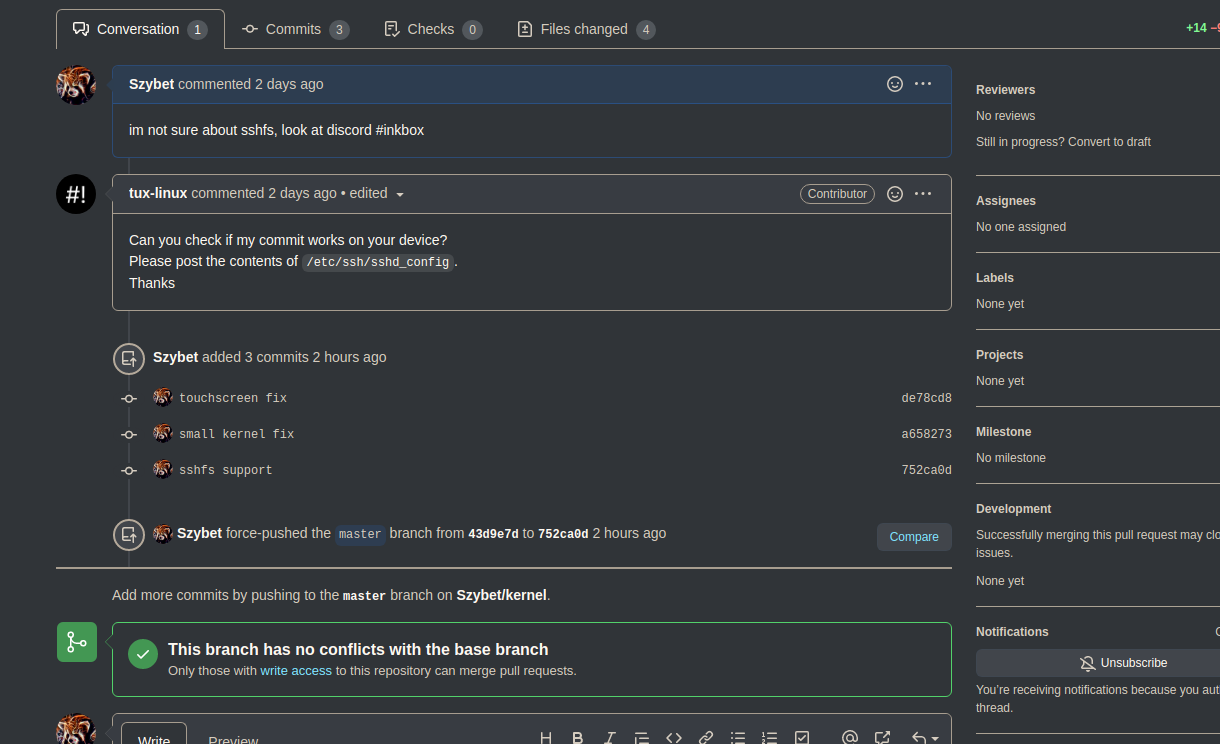 Conversation 1 Commits 3 Checks 0 Files changed 4 +14
Szybet commented 2 days ago
im not sure about sshfs, look at discord #inkbox
#!
tux-linux commented 2 days ago • edited Contributor
Can you check if my commit works on your device?
Please post the contents of /etc/ssh/sshd_config.
Thanks
Szybet added 3 commits 2 hours ago
touchscreen fix de78cd8
small kernel fix a658273
sshfs support 752ca0d
Szybet force-pushed the master branch from 43d9e7d to 752ca0d 2 hours ago Compare
Add more commits by pushing to the master branch on Szybet/kernel.
This branch has no conflicts with the base branch
Only those with write access to this repository can merge pull requests.
Write Preview
Reviewers
No reviews
Still in progress? Convert to draft
Assignees
No one assigned
Labels
None yet
Projects
None yet
Milestone
No milestone
Development
Successfully merging this pull request may clo
issues.
None yet
Notifications
Unsubscribe
You're receiving notifications because you aut
thread.